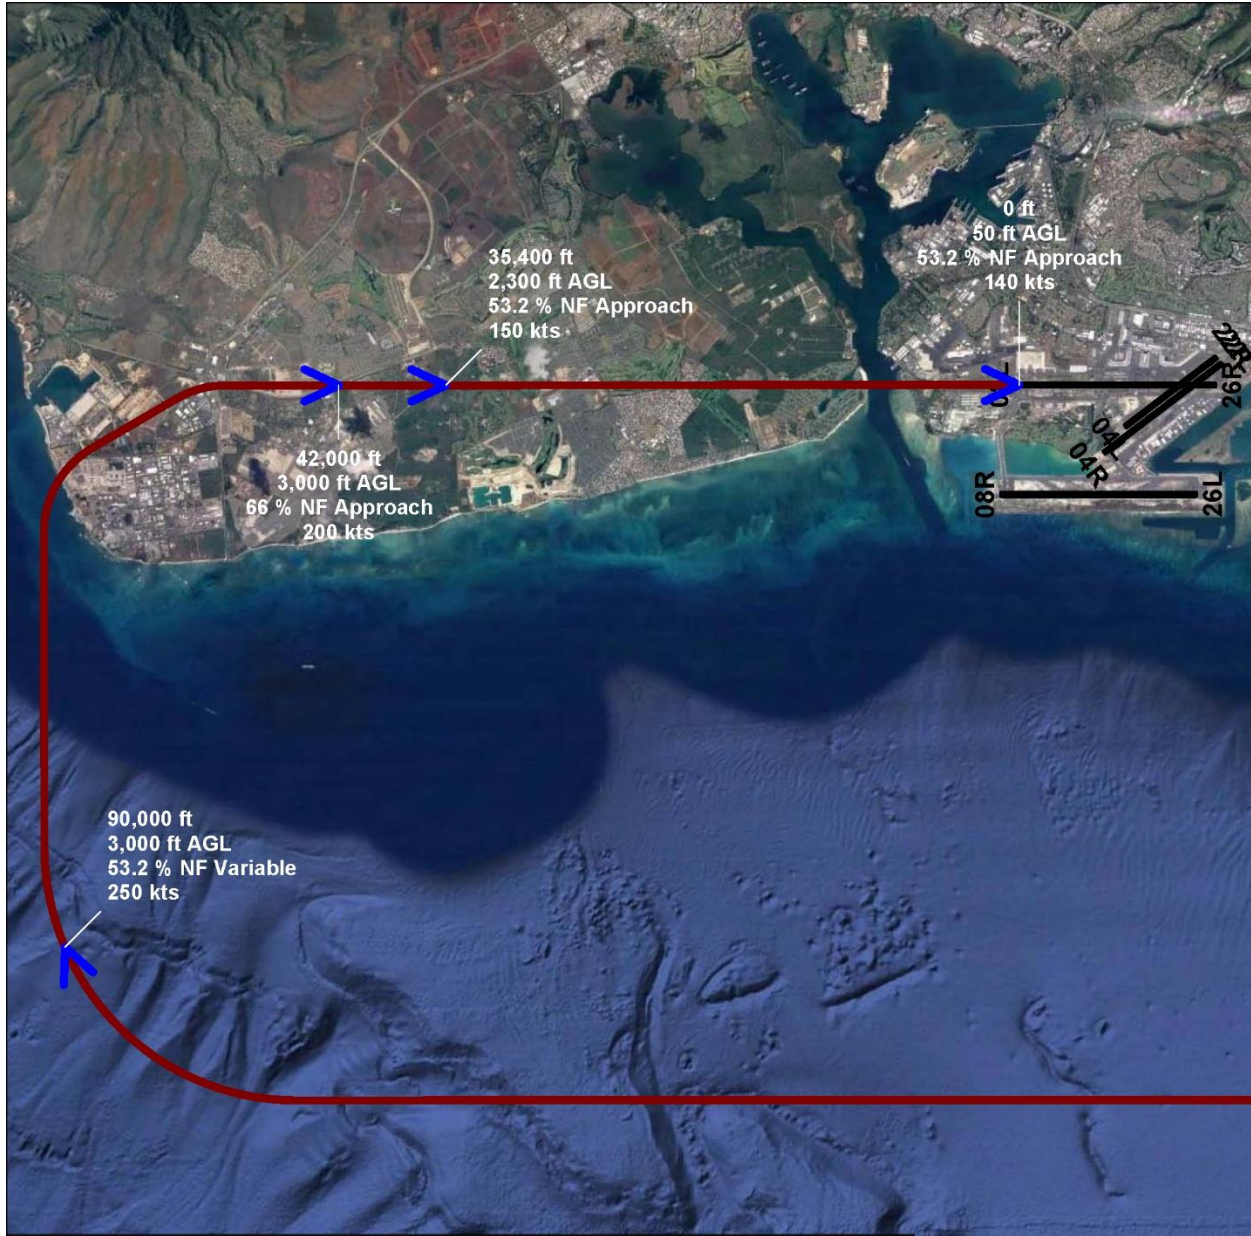 0 ft
50 ft AGL
53.2 % NF Approach
140 kts
35,400 ft
2,300 ft AGL
53.2 % NF Approach
150 kts
26R
04L
04R
42,000 ft
3,000 ft AGL
66 % NF Approach
200 kts
08R
26L
90,000 ft
3,000 ft AGL
53.2 % NF Variable
250 kts